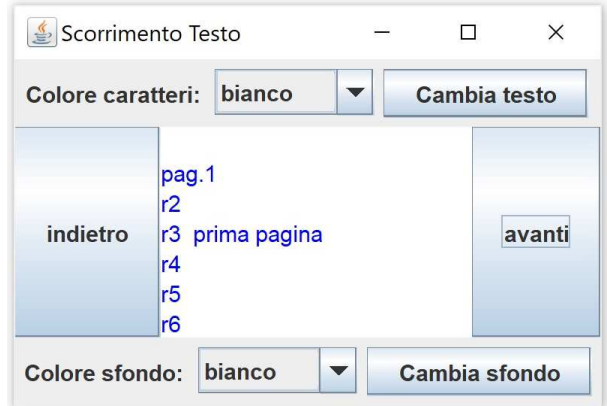 Scorrimento Testo
Colore caratteri: bianco Cambia testo
indietro
pag.1
r2
r3 prima pagina
r4
r5
r6
avanti
Colore sfondo: bianco Cambia sfondo